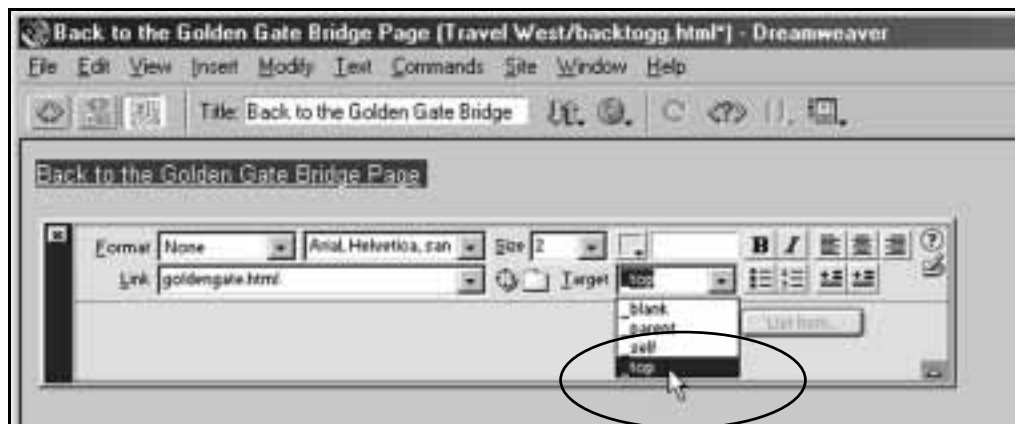 Back to the Golden Gate Bridge Page (Travel West/backtogg.html*) - Dreamweaver
File Edit View Insert Modify Text Commands Site Window Help
Title: Back to the Golden Gate Bridge
Back to the Golden Gate Bridge Page
Format None Arial, Helvetica, san Size 2 B I
Link goldengate.html Target _top
_blank
_parent
List Item...
_self
_top